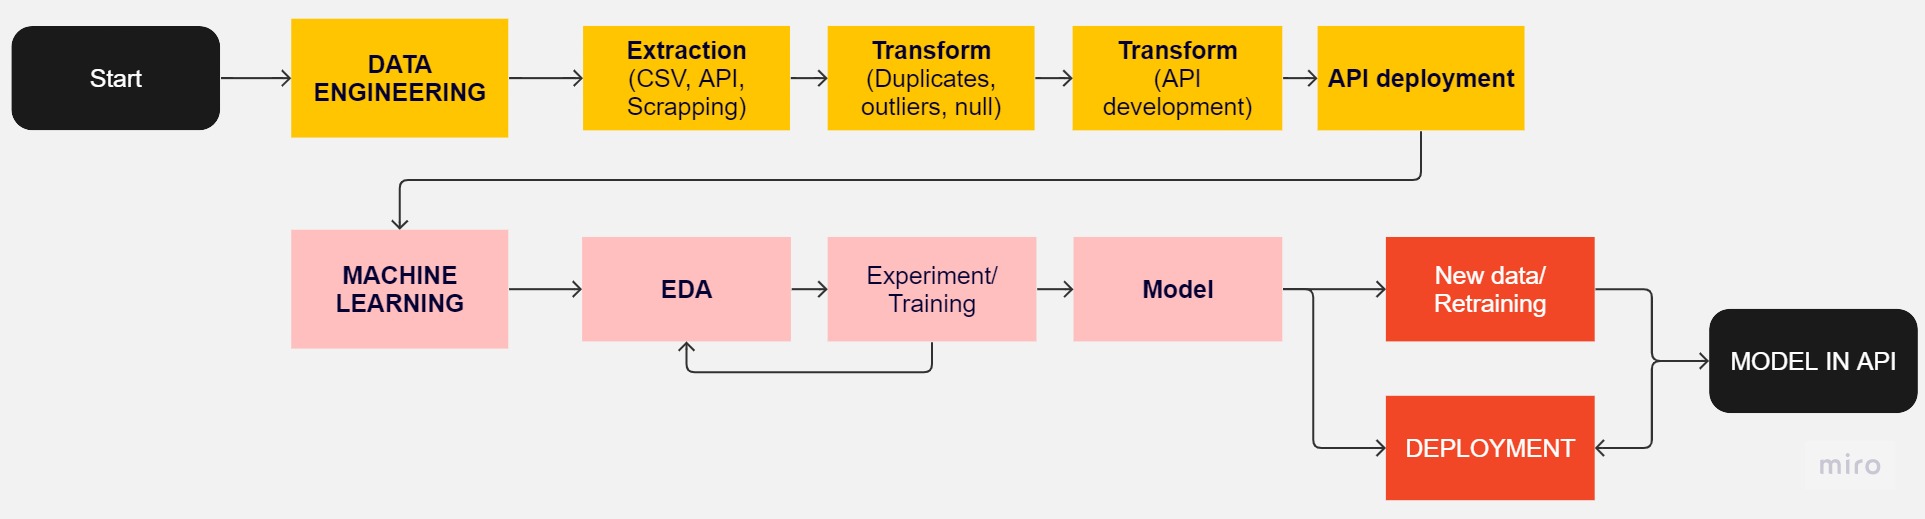 Start
DATA
ENGINEERING
Extraction
(CSV, API,
Scrapping)
Transform
(Duplicates,
outliers, null)
Transform
(API
development)
API deployment
MACHINE
LEARNING
EDA
Experiment/
Training
Model
New data/
Retraining
MODEL IN API
DEPLOYMENT
miro